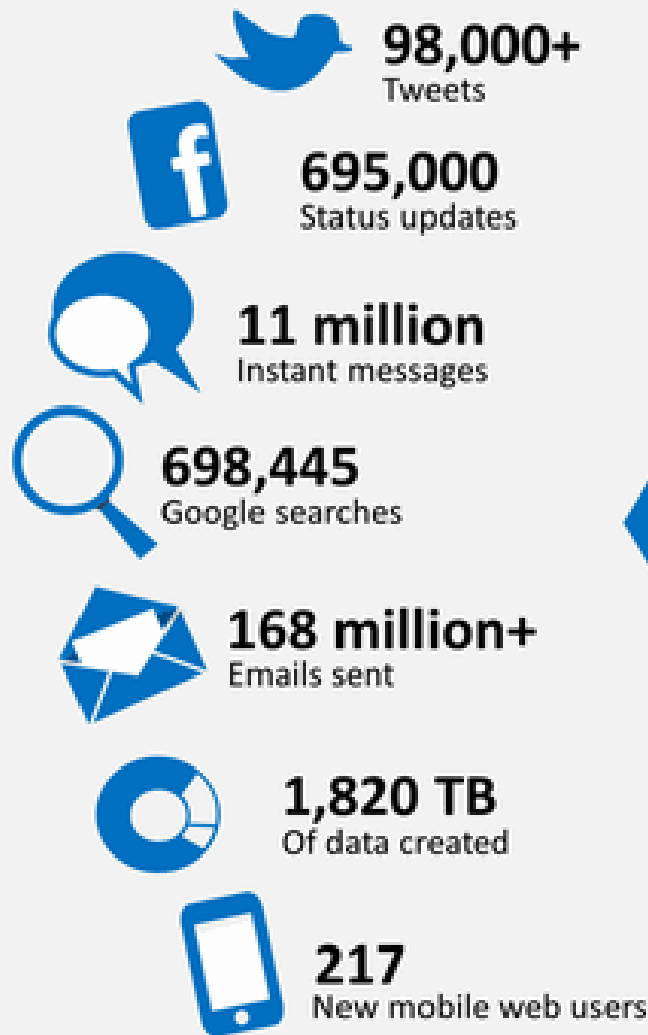 98,000+
Tweets
f
695,000
Status updates
11 million
Instant messages
698,445
Google searches
168 million+
Emails sent
1,820 TB
Of data created
217
New mobile web users